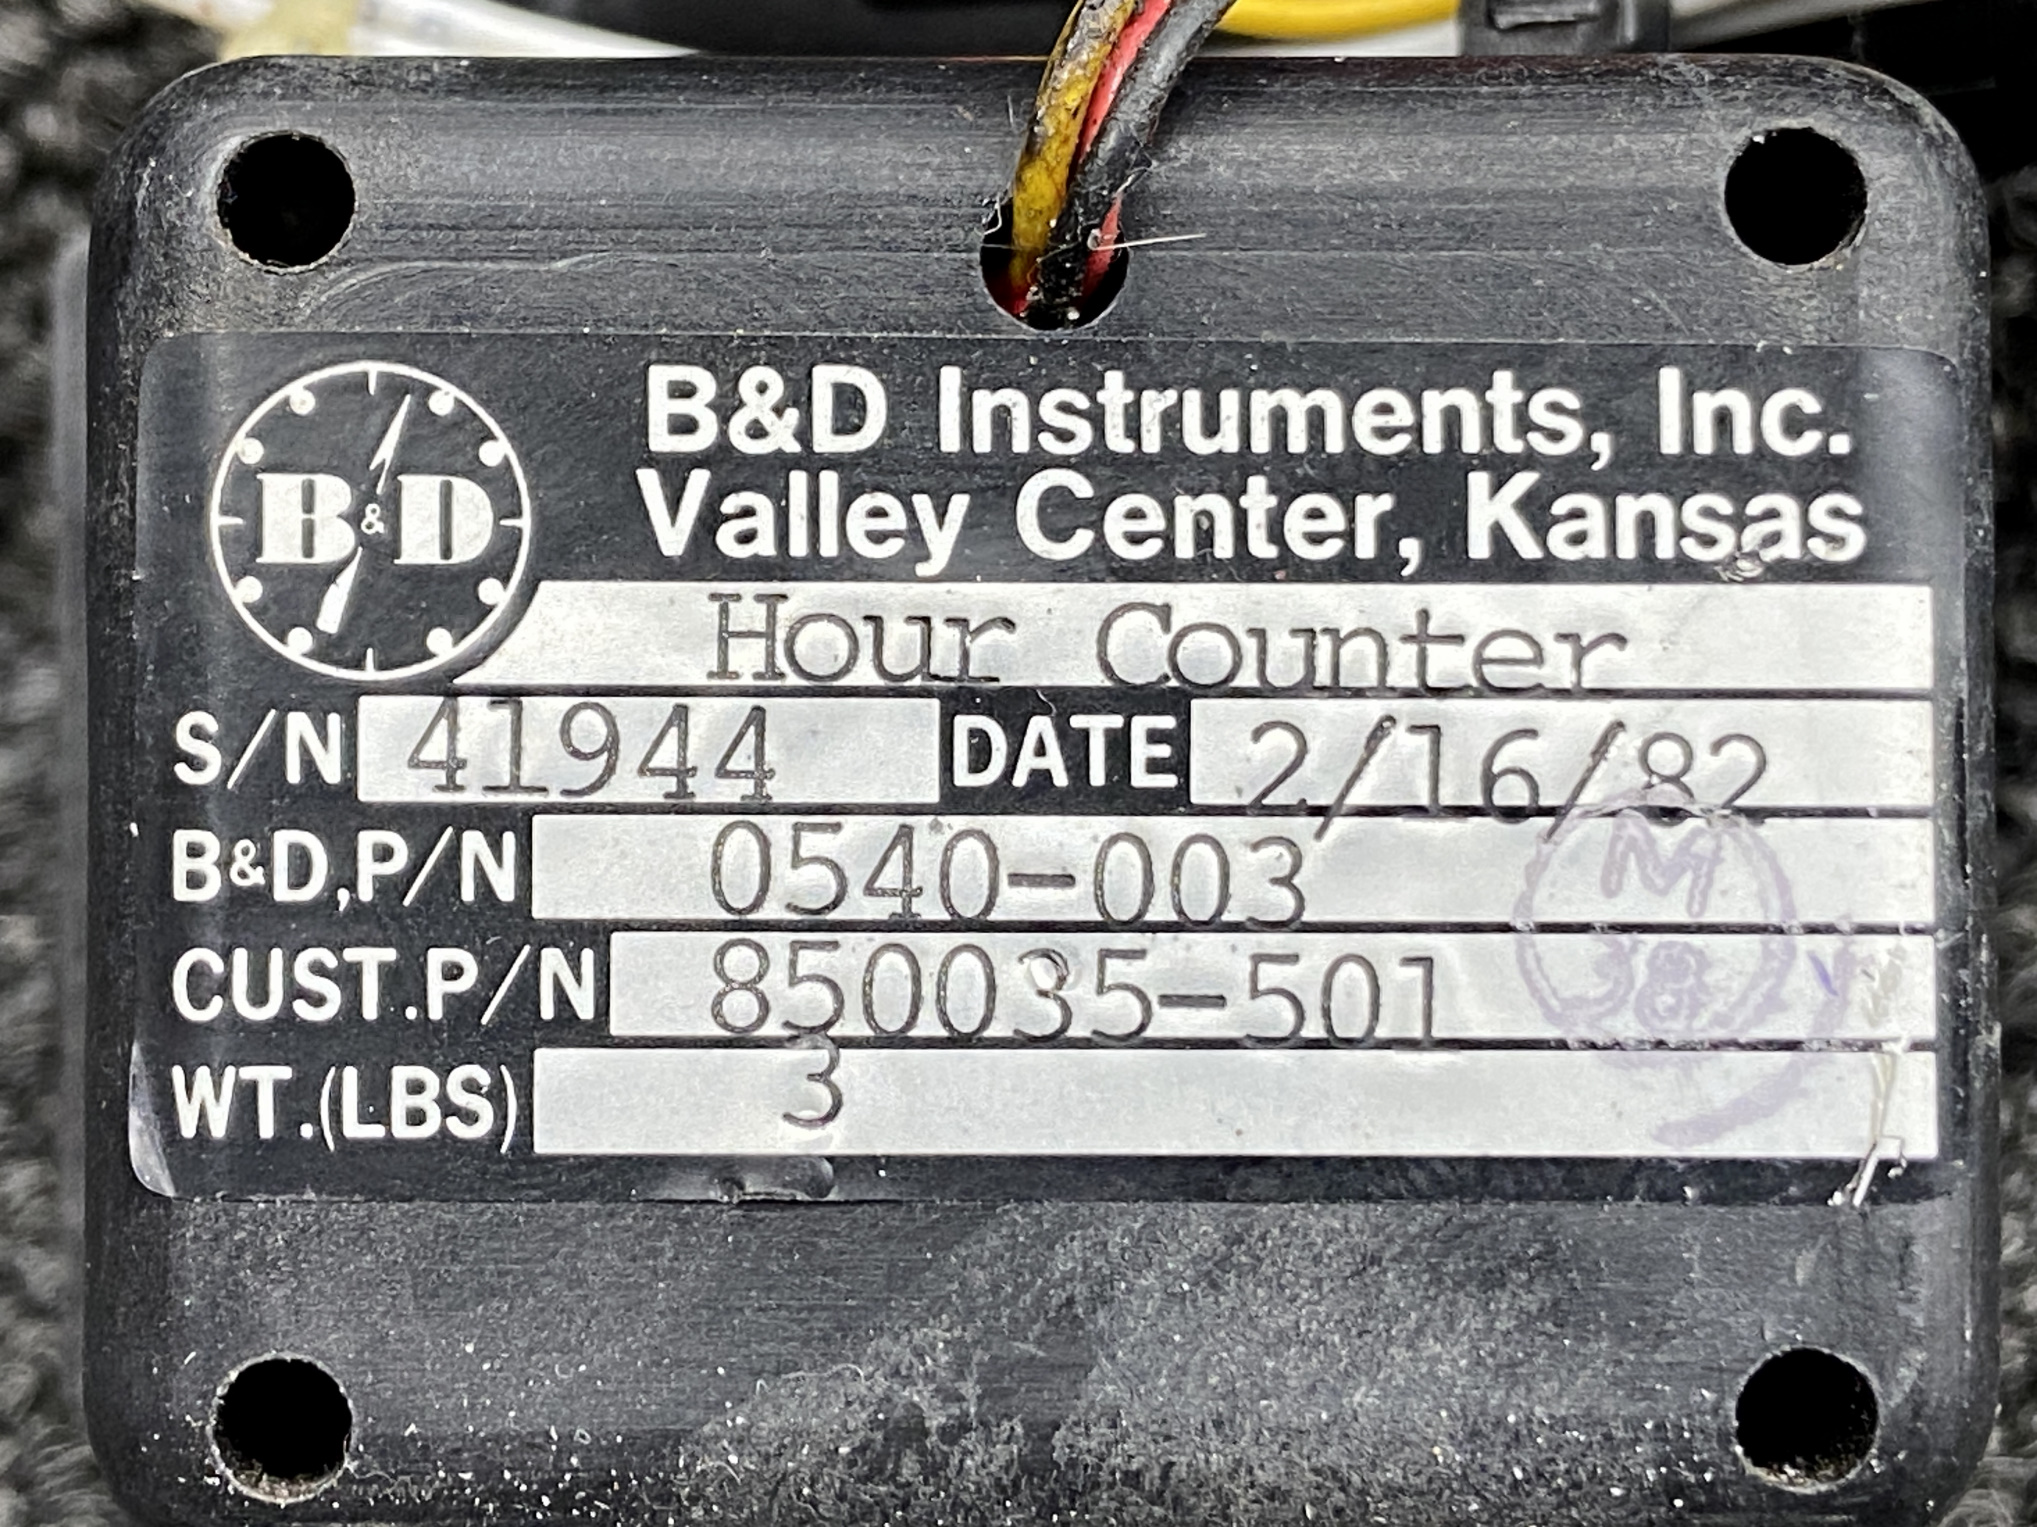 B&D
B&D Instruments, Inc.
Valley Center, Kansas
Hour Counter
S/N 41944 DATE 2/16/82
B&D,P/N 0540-003
CUST.P/N 850035-501
WT.(LBS) 3
M
38